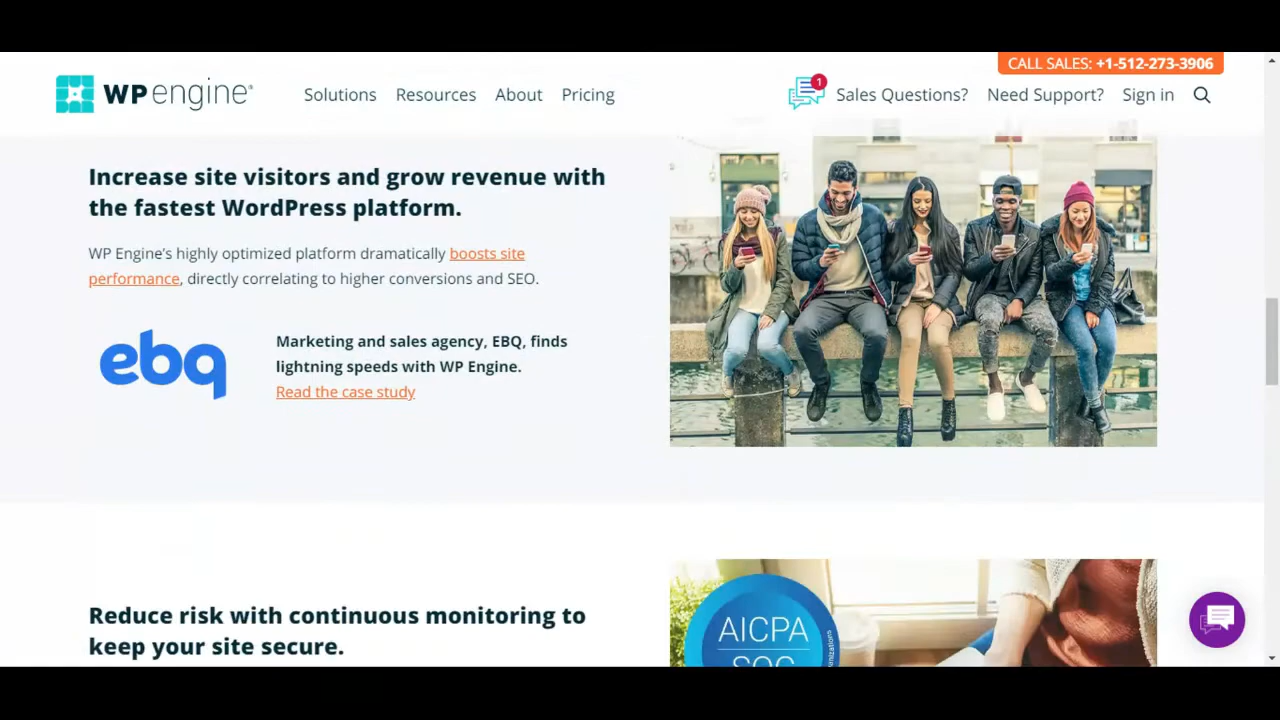 CALL SALES: +1-512-273-3906
WP engine®
Solutions
Resources
About
Pricing
1
Sales Questions?
Need Support?
Sign in
Increase site visitors and grow revenue with
the fastest WordPress platform.
WP Engine’s highly optimized platform dramatically boosts site
performance, directly correlating to higher conversions and SEO.
ebq
Marketing and sales agency, EBQ, finds
lightning speeds with WP Engine.
Read the case study
Reduce risk with continuous monitoring to
keep your site secure.
AICPA
SOC